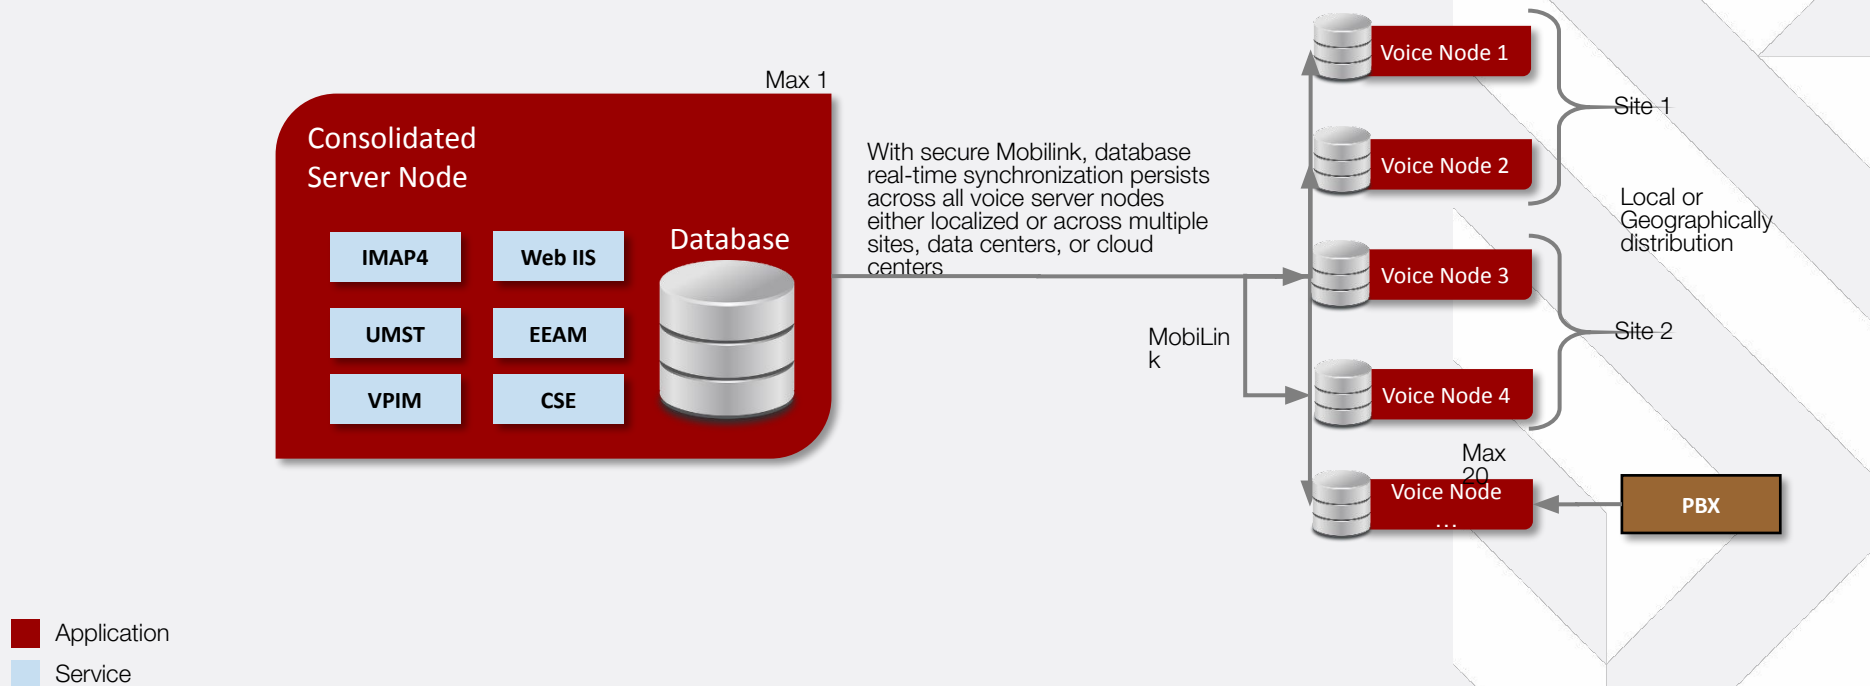 Max 1
Consolidated
Server Node
IMAP4
Web IIS
UMST
EEAM
VPIM
CSE
Database
With secure Mobilink, database
real-time synchronization persists
across all voice server nodes
either localized or across multiple
sites, data centers, or cloud
centers
MobiLin
k
Voice Node 1
Voice Node 2
Site 1
Local or
Geographically
distribution
Voice Node 3
Voice Node 4
Site 2
Max
20
Voice Node
...
PBX
Application
Service